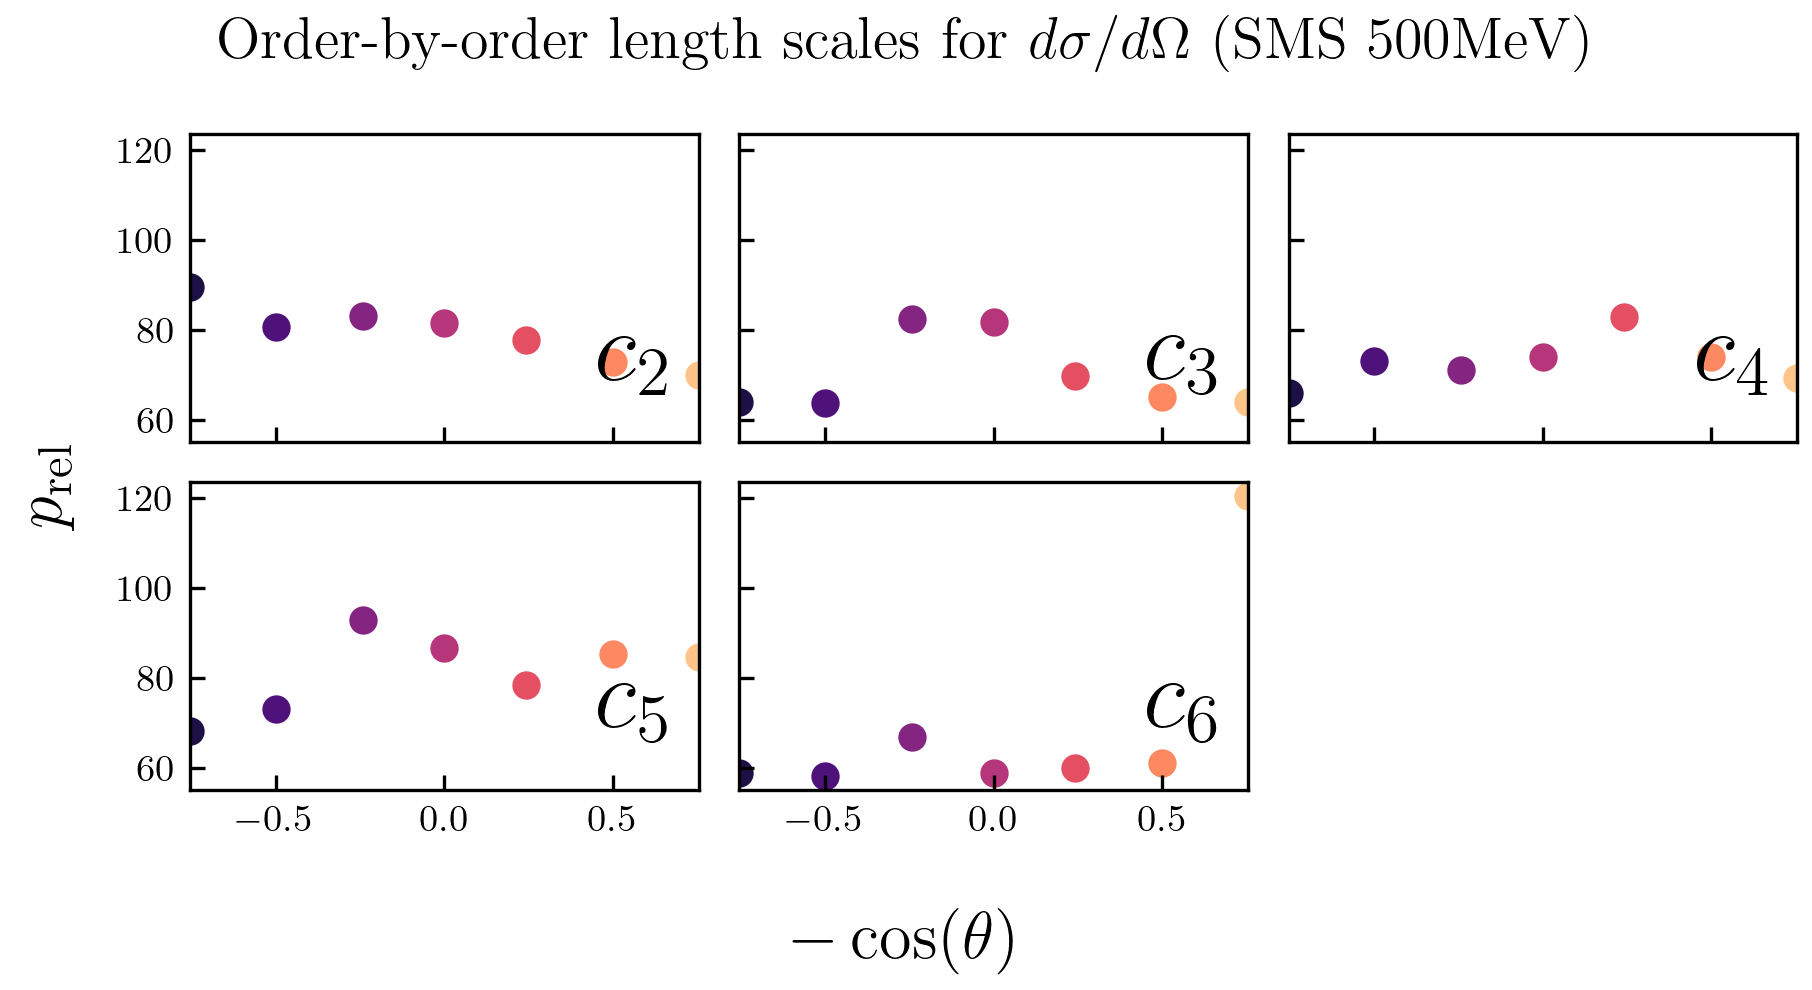 Order-by-order length scales for dσ/dΩ (SMS 500MeV)
120
100
80
60
c₂
c₃
c₄
p_rel
120
100
80
60
c₅
c₆
−0.5 0.0 0.5
−0.5 0.0 0.5
− cos(θ)